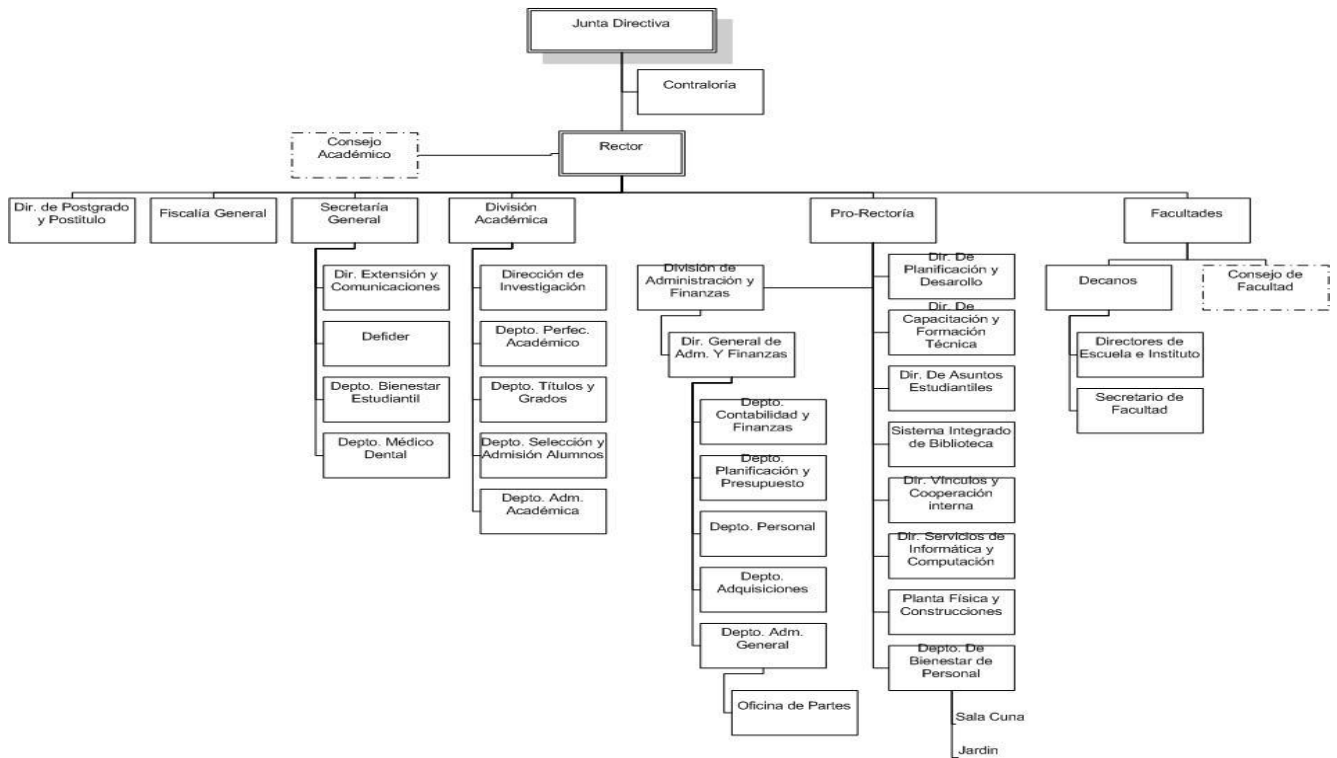 Junta Directiva
Contraloría
Consejo
Académico
Rector
Dir. de Postgrado
y Postitulo
Fiscalía General
Secretaría
General
División
Académica
Pro-Rectoría
Facultades
Dir. Extensión y
Comunicaciones
Defider
Depto. Bienestar
Estudiantil
Depto. Médico
Dental
Dirección de
Investigación
Depto. Perfec.
Académico
Depto. Títulos y
Grados
Depto. Selección y
Admisión Alumnos
Depto. Adm.
Académica
División de
Administración y
Finanzas
Dir. General de
Adm. Y Finanzas
Depto.
Contabilidad y
Finanzas
Depto.
Planificación y
Presupuesto
Depto. Personal
Depto.
Adquisiciones
Depto. Adm.
General
Oficina de Partes
Dir. De
Planificación y
Desarollo
Dir. De
Capacitación y
Formación
Técnica
Dir. De Asuntos
Estudiantiles
Sistema Integrado
de Biblioteca
Dir. Vínculos y
Cooperación
interna
Dir. Servicios de
Informática y
Computación
Planta Física y
Construcciones
Depto. De
Bienestar de
Personal
Sala Cuna
Jardin
Decanos
Consejo de
Facultad
Directores de
Escuela e Instituto
Secretario de
Facultad